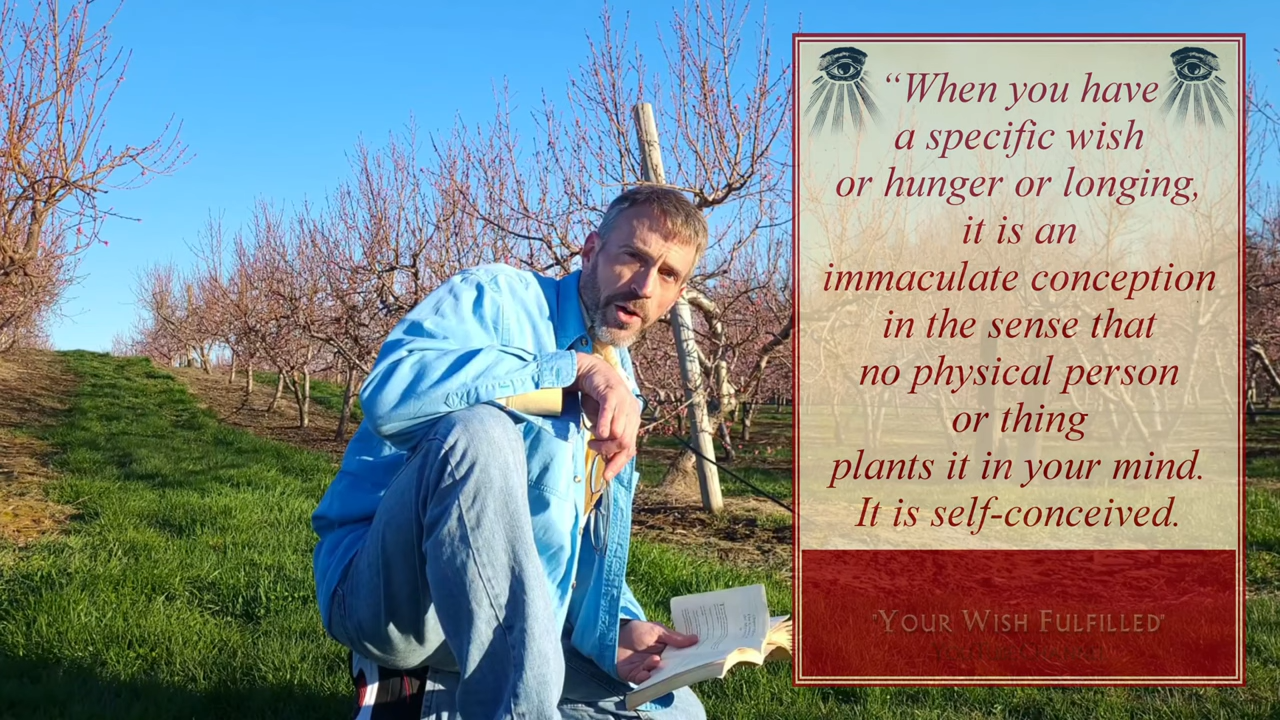 “When you have
a specific wish
or hunger or longing,
it is an
immaculate conception
in the sense that
no physical person
or thing
plants it in your mind.
It is self-conceived.
"Your Wish Fulfilled"